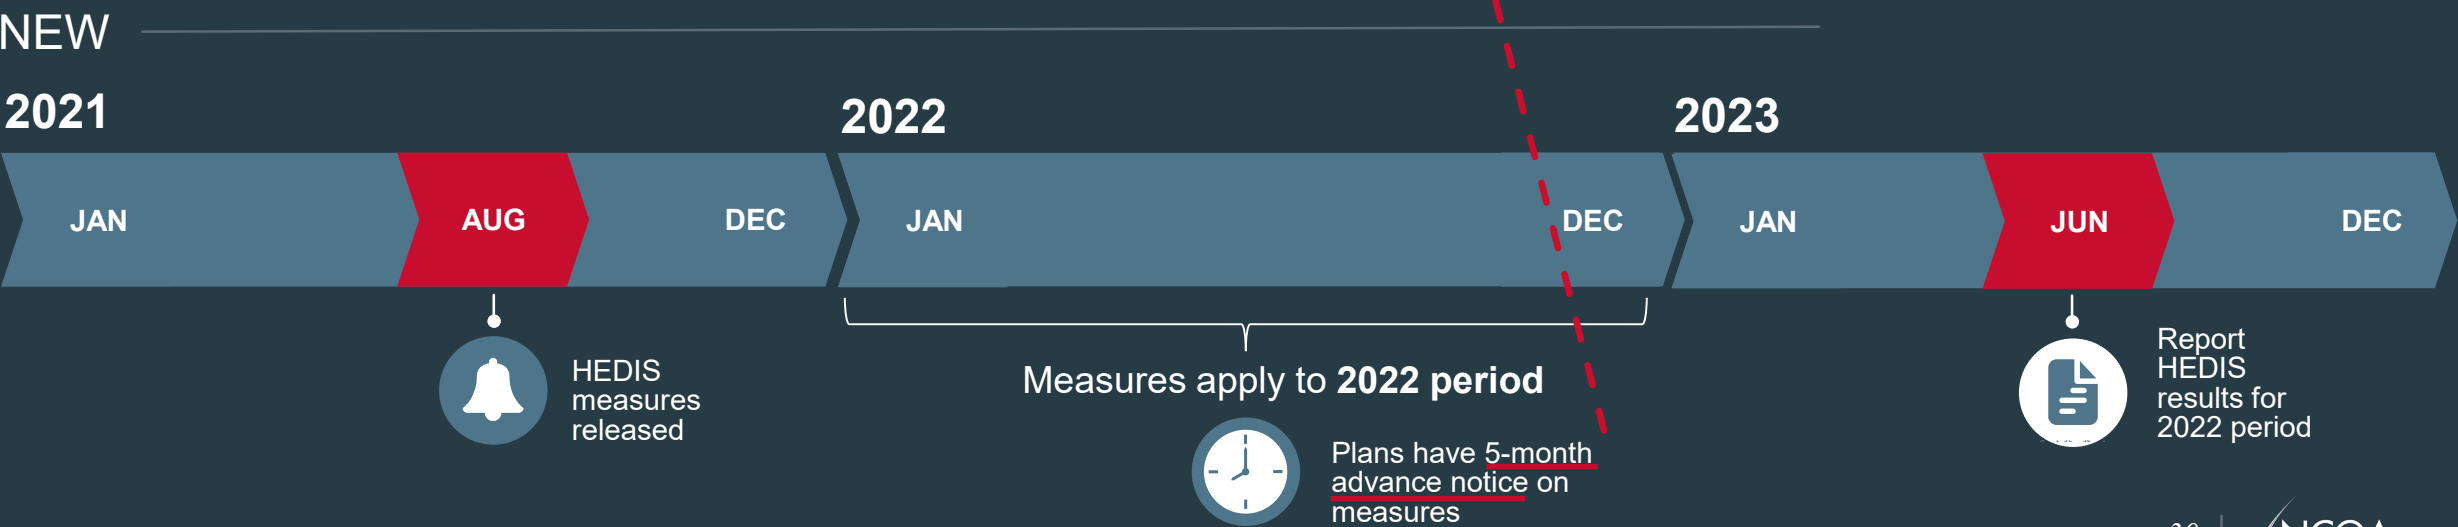 NEW
2021
2022
2023
JAN
AUG
DEC
JAN
DEC
JAN
JUN
DEC
HEDIS
measures
released
Measures apply to 2022 period
Plans have 5-month
advance notice on
measures
Report
HEDIS
results for
2022 period